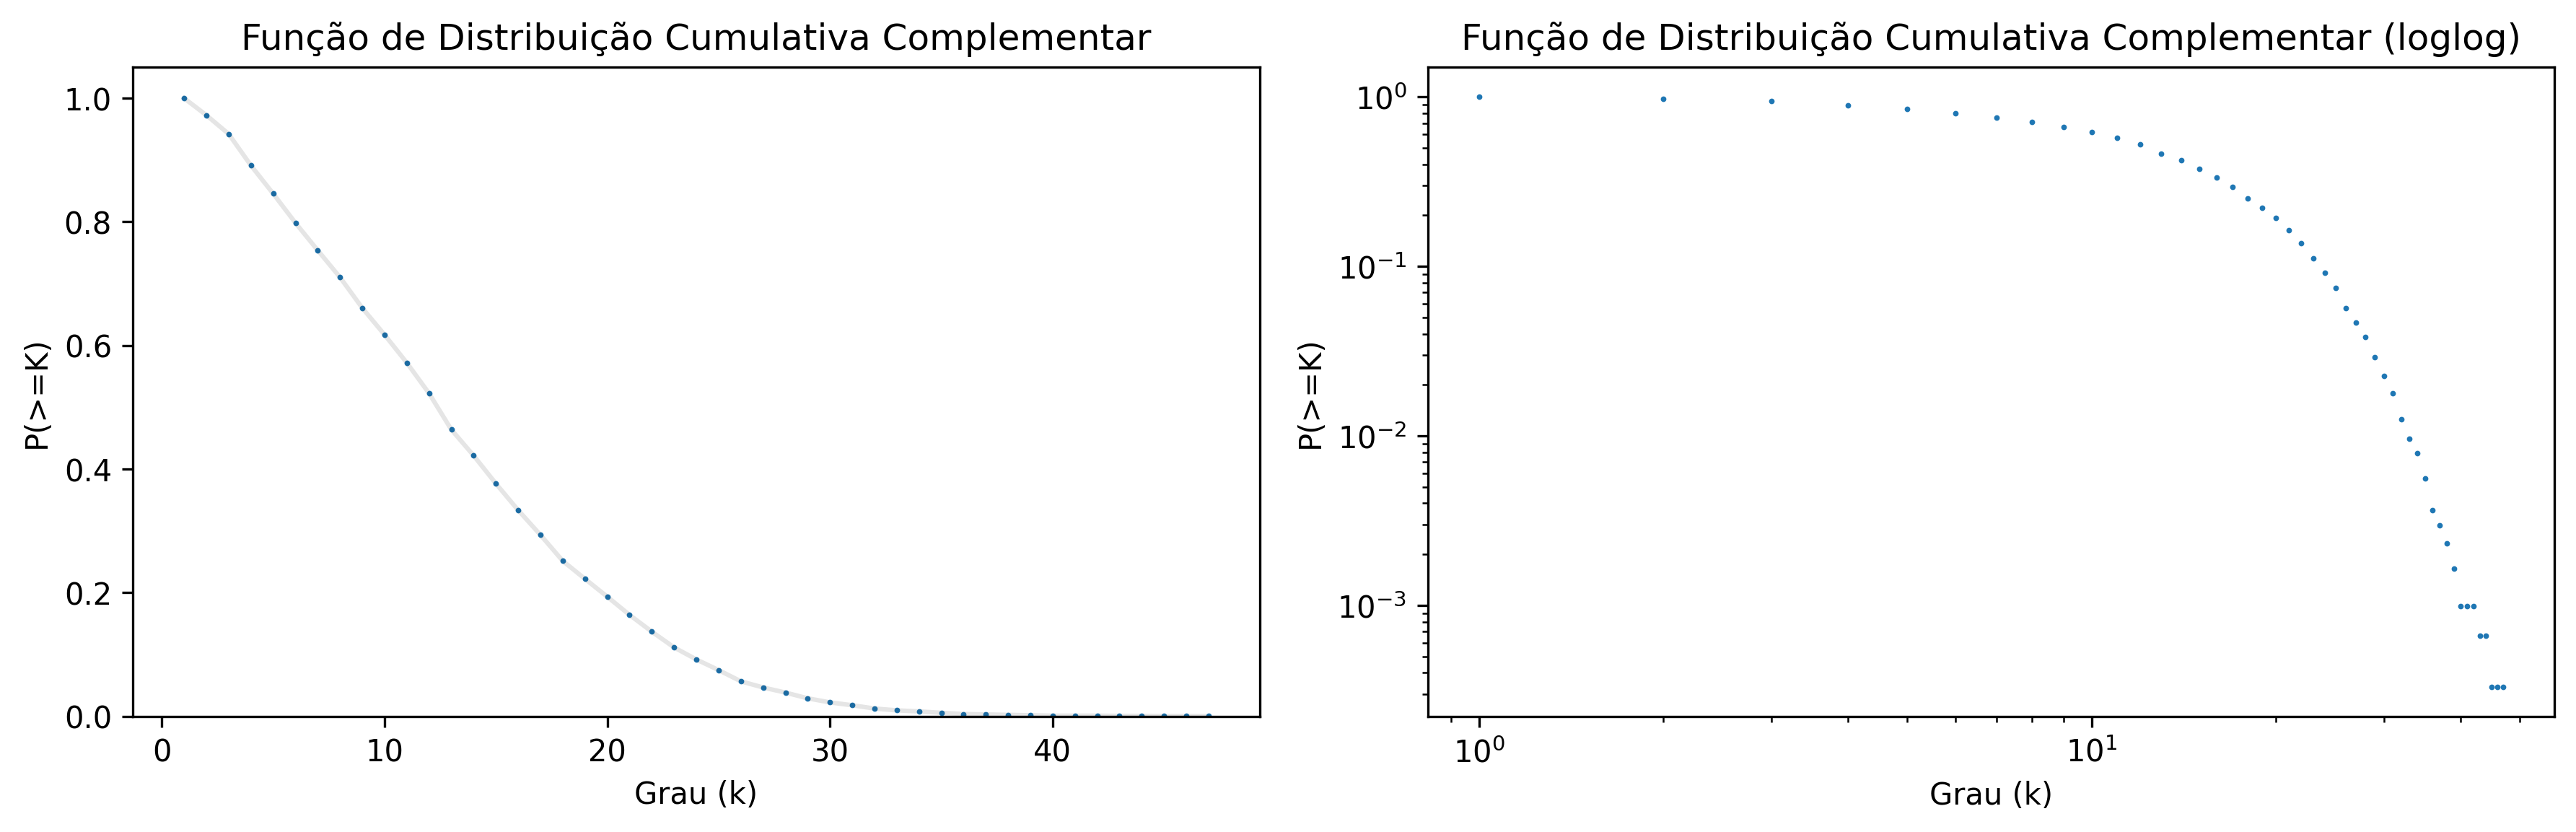 Função de Distribuição Cumulativa Complementar
1.0
0.8
0.6
0.4
0.2
0.0
P(>=K)
0 10 20 30 40
Grau (k)
Função de Distribuição Cumulativa Complementar (loglog)
10⁰
10⁻¹
10⁻²
10⁻³
P(>=K)
10⁰ 10¹
Grau (k)